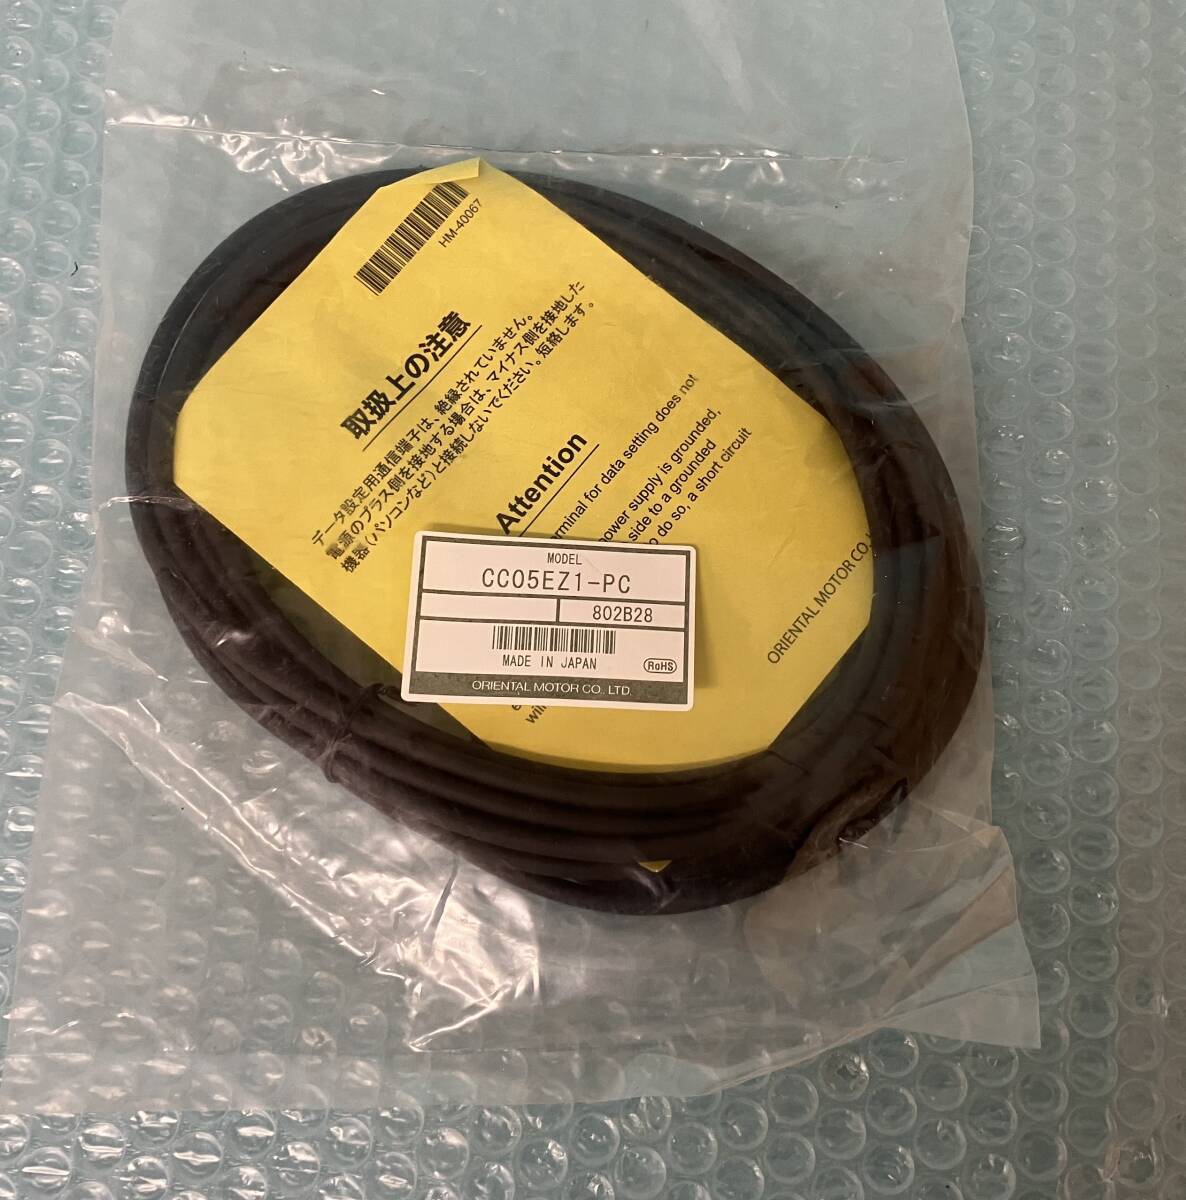 HM-40067
取扱上の注意
データ設定用通信端子は、絶縁されていません。
電源のプラス側を接地する場合は、マイナス側を接地した
機器(パソコンなど)と接続しないでください。短絡します。
Attention
terminal for data setting does not
power supply is grounded,
side to a grounded
do so, a short circuit
ORIENTAL MOTOR CO.
MODEL
CC05EZ1-PC
802B28
MADE IN JAPAN
RoHS
ORIENTAL MOTOR CO., LTD.